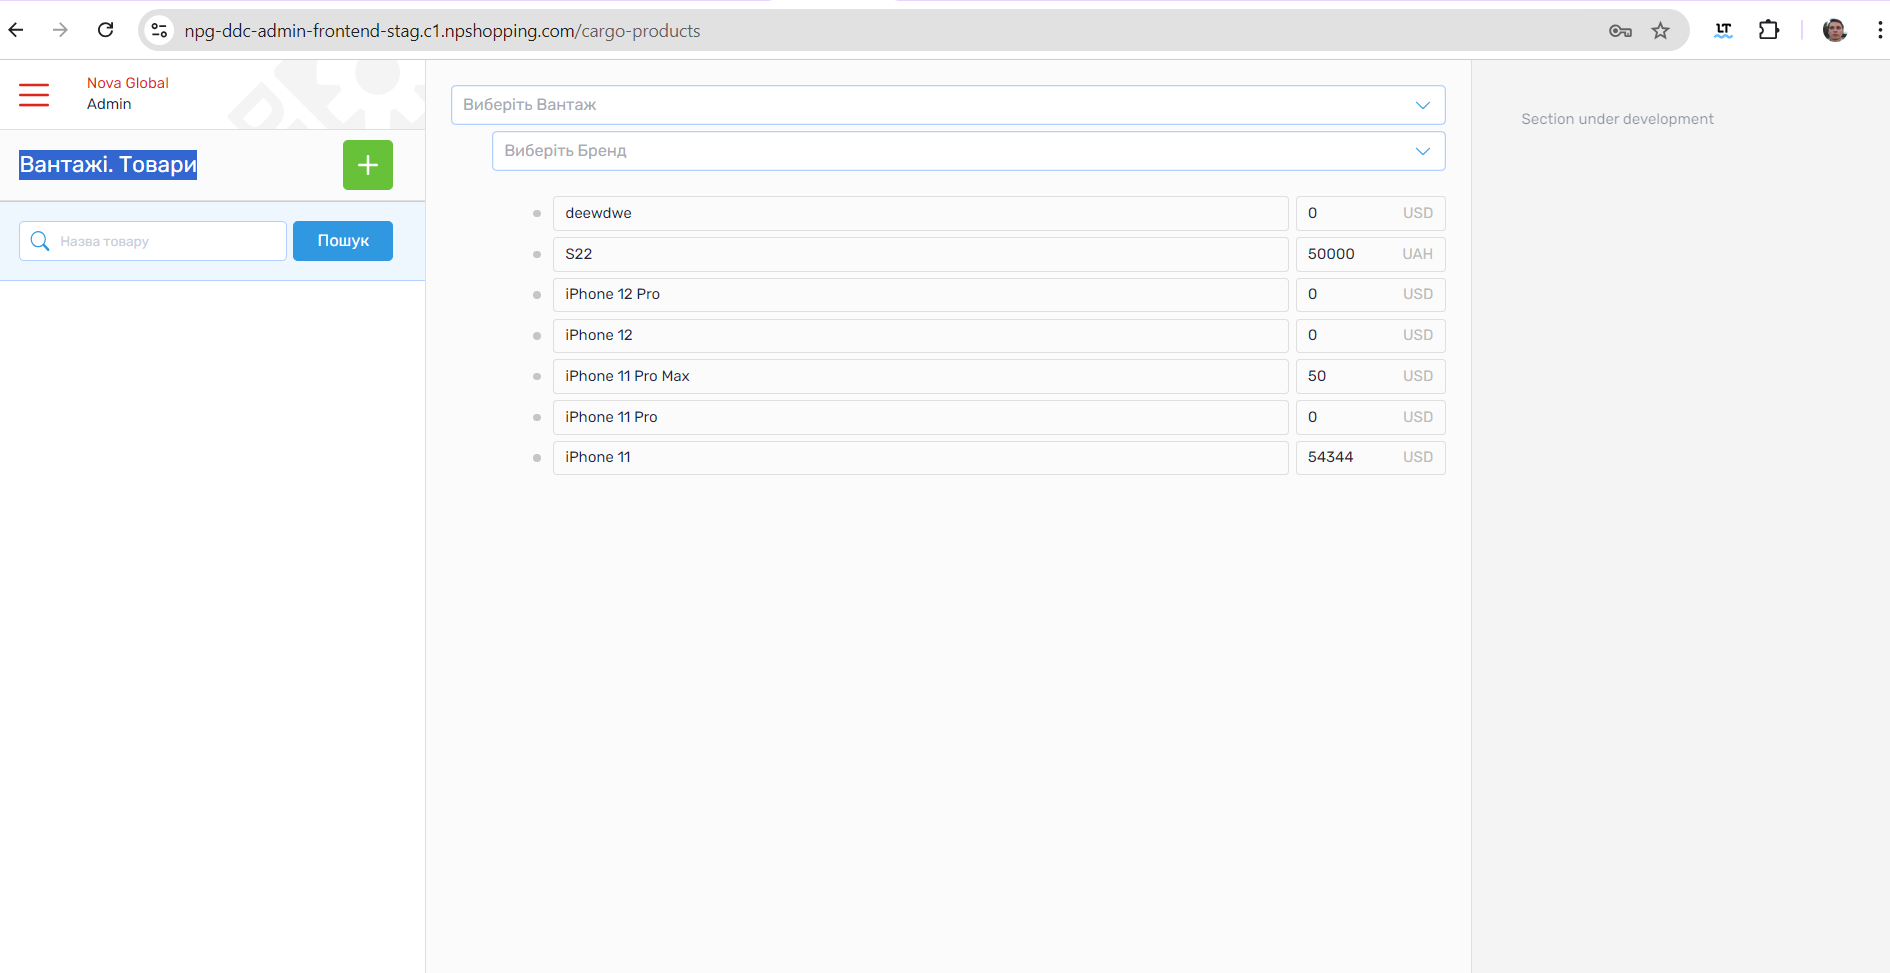 npg-ddc-admin-frontend-stag.c1.npshopping.com/cargo-products
LT
Nova Global
Admin
Вантажі. Товари
Назва товару
Пошук
Виберіть Вантаж
Виберіть Бренд
deewdwe 0 USD
S22 50000 UAH
iPhone 12 Pro 0 USD
iPhone 12 0 USD
iPhone 11 Pro Max 50 USD
iPhone 11 Pro 0 USD
iPhone 11 54344 USD
Section under development